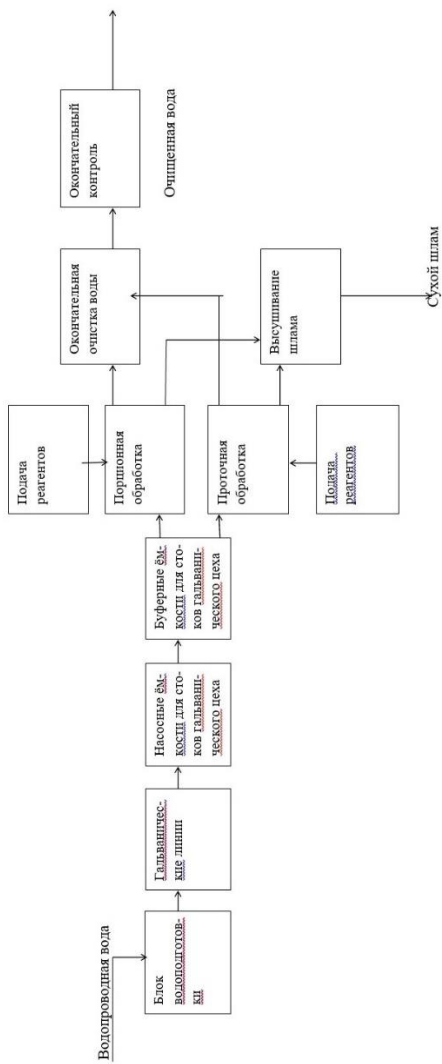 Водопроводная вода
Блок
водоподготов-
ки
Гальваничес-
кие линии
Насосные ём-
кости для сто-
ков гальвани-
ческого цеха
Буферные ём-
кости для сто-
ков гальвани-
ческого цеха
Подача
реагентов
Порционная
обработка
Проточная
обработка
Подача
реагентов
Окончательная
очистка воды
Высушивание
шлама
Сухой шлам
Окончательный
контроль
Очищенная вода